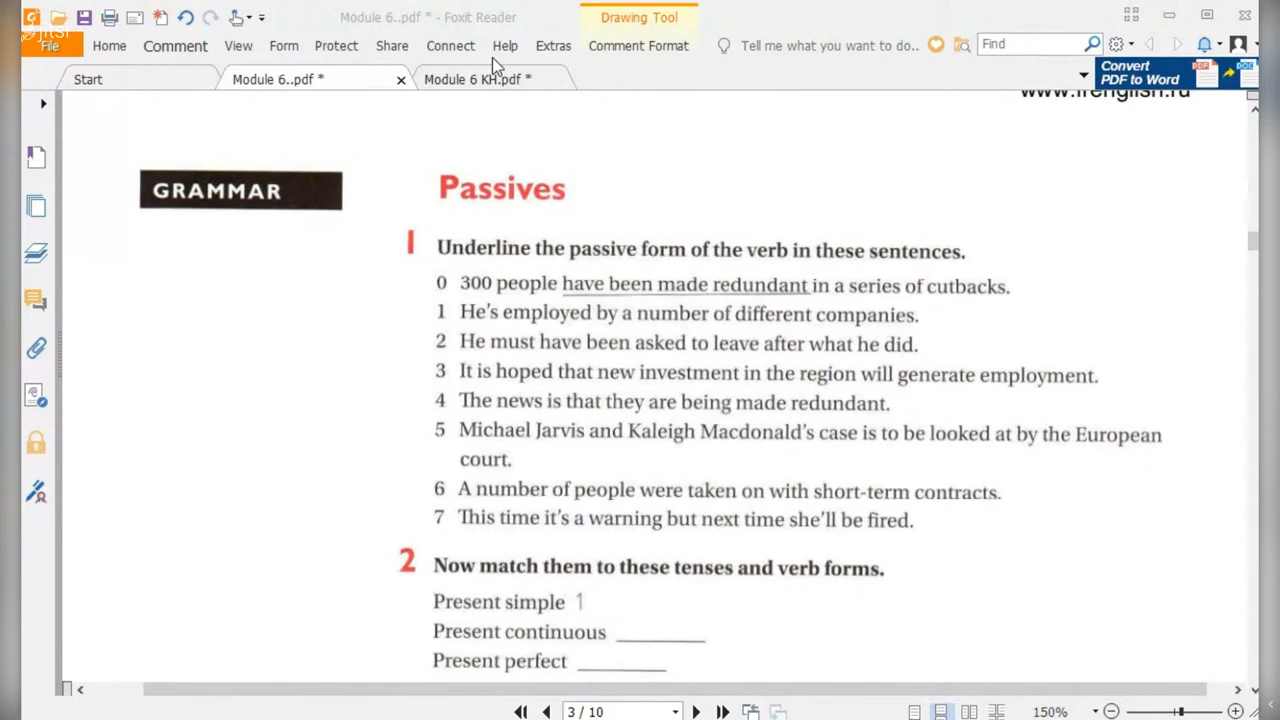 Module 6..pdf * - Foxit Reader
Drawing Tool
Jitsi
File
Home
Comment
View
Form
Protect
Share
Connect
Help
Extras
Comment Format
Tell me what you want to do..
Find
Start
Module 6..pdf *
Module 6 KH.pdf *
Convert
PDF to Word
www.frenglish.ru
GRAMMAR
Passives
1 Underline the passive form of the verb in these sentences.
0 300 people have been made redundant in a series of cutbacks.
1 He's employed by a number of different companies.
2 He must have been asked to leave after what he did.
3 It is hoped that new investment in the region will generate employment.
4 The news is that they are being made redundant.
5 Michael Jarvis and Kaleigh Macdonald's case is to be looked at by the European
court.
6 A number of people were taken on with short-term contracts.
7 This time it's a warning but next time she'll be fired.
2 Now match them to these tenses and verb forms.
Present simple 1
Present continuous
Present perfect
3 / 10
150%